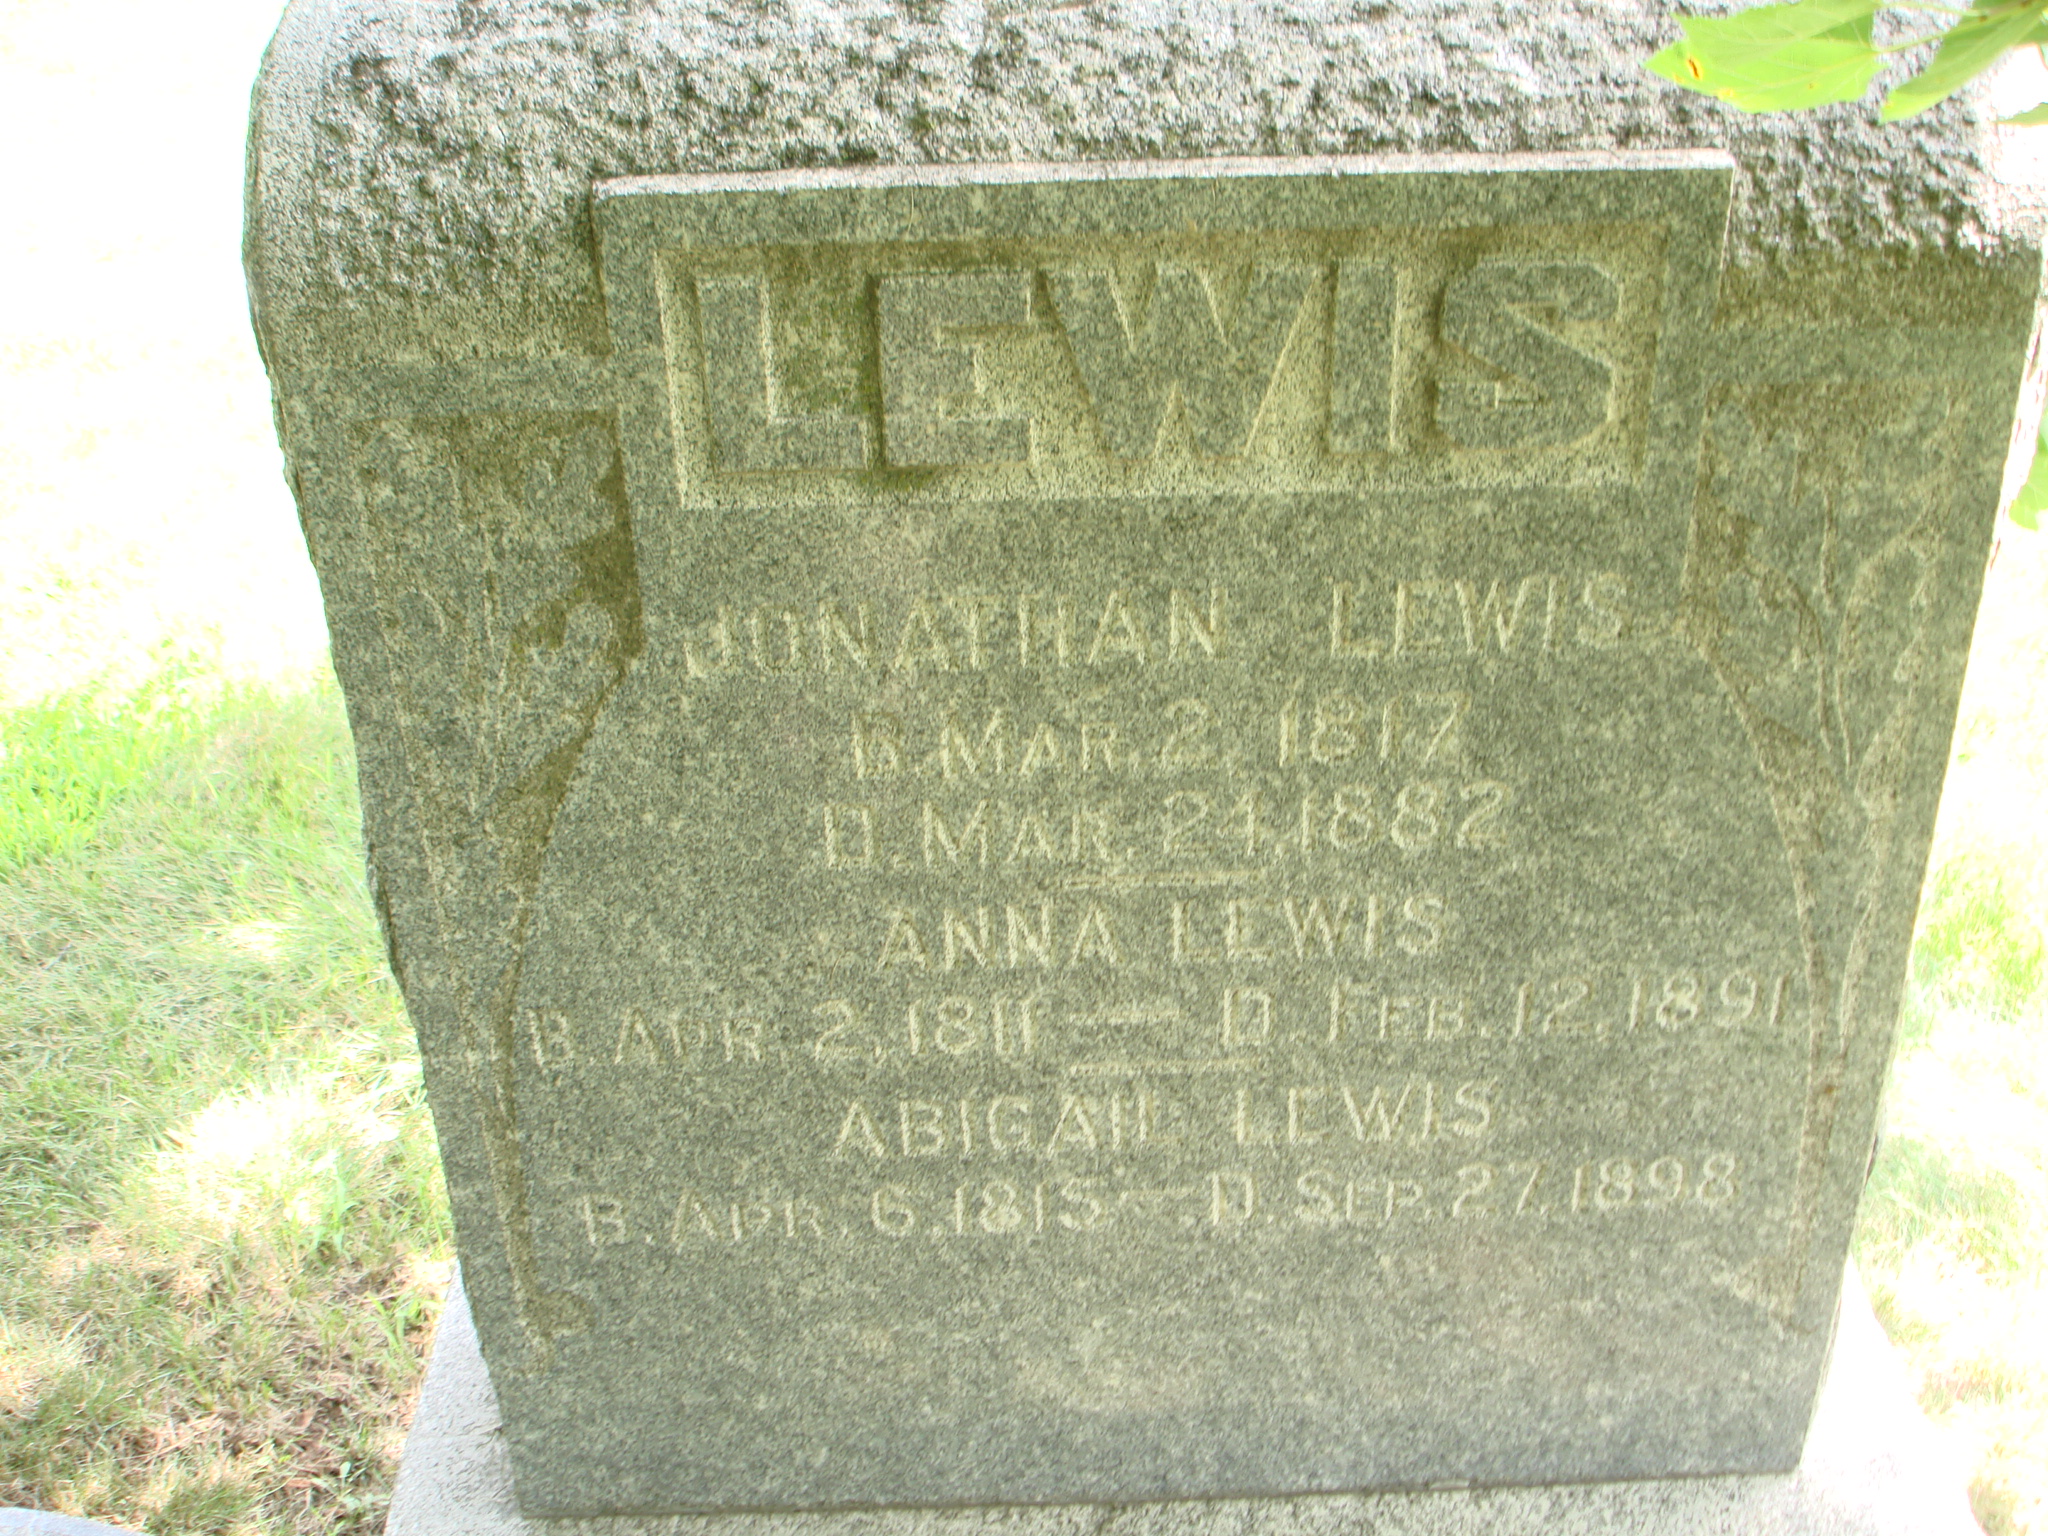 LEWIS
JONATHAN LEWIS
B. MAR. 2, 1817
D. MAR. 21, 1882
ANNA LEWIS
B. APR. 2, 1811 — D. FEB. 12, 1891
ABIGAIL LEWIS
B. APR. 6, 1815 — D. SEP. 27, 1898